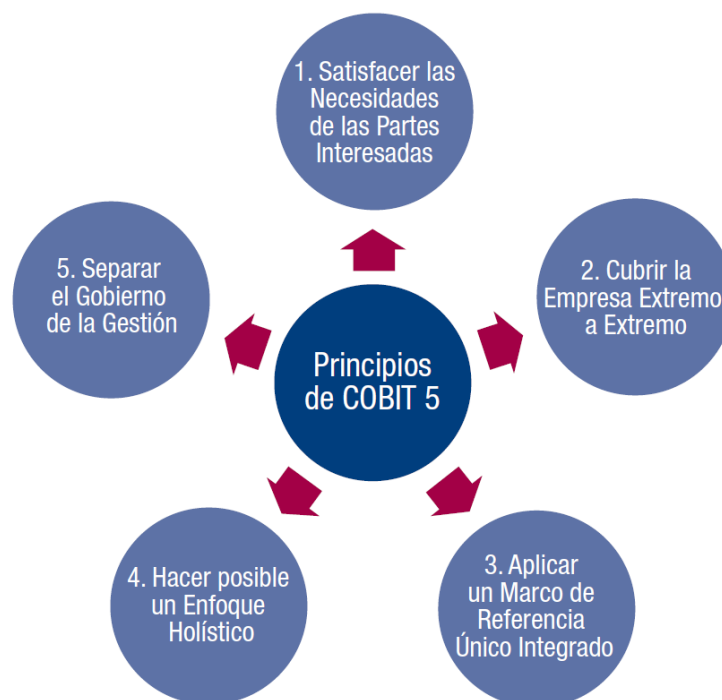 1. Satisfacer las
Necesidades
de las Partes
Interesadas
2. Cubrir la
Empresa Extremo
a Extremo
3. Aplicar
un Marco de
Referencia
Único Integrado
4. Hacer posible
un Enfoque
Holístico
5. Separar
el Gobierno
de la Gestión
Principios
de COBIT 5